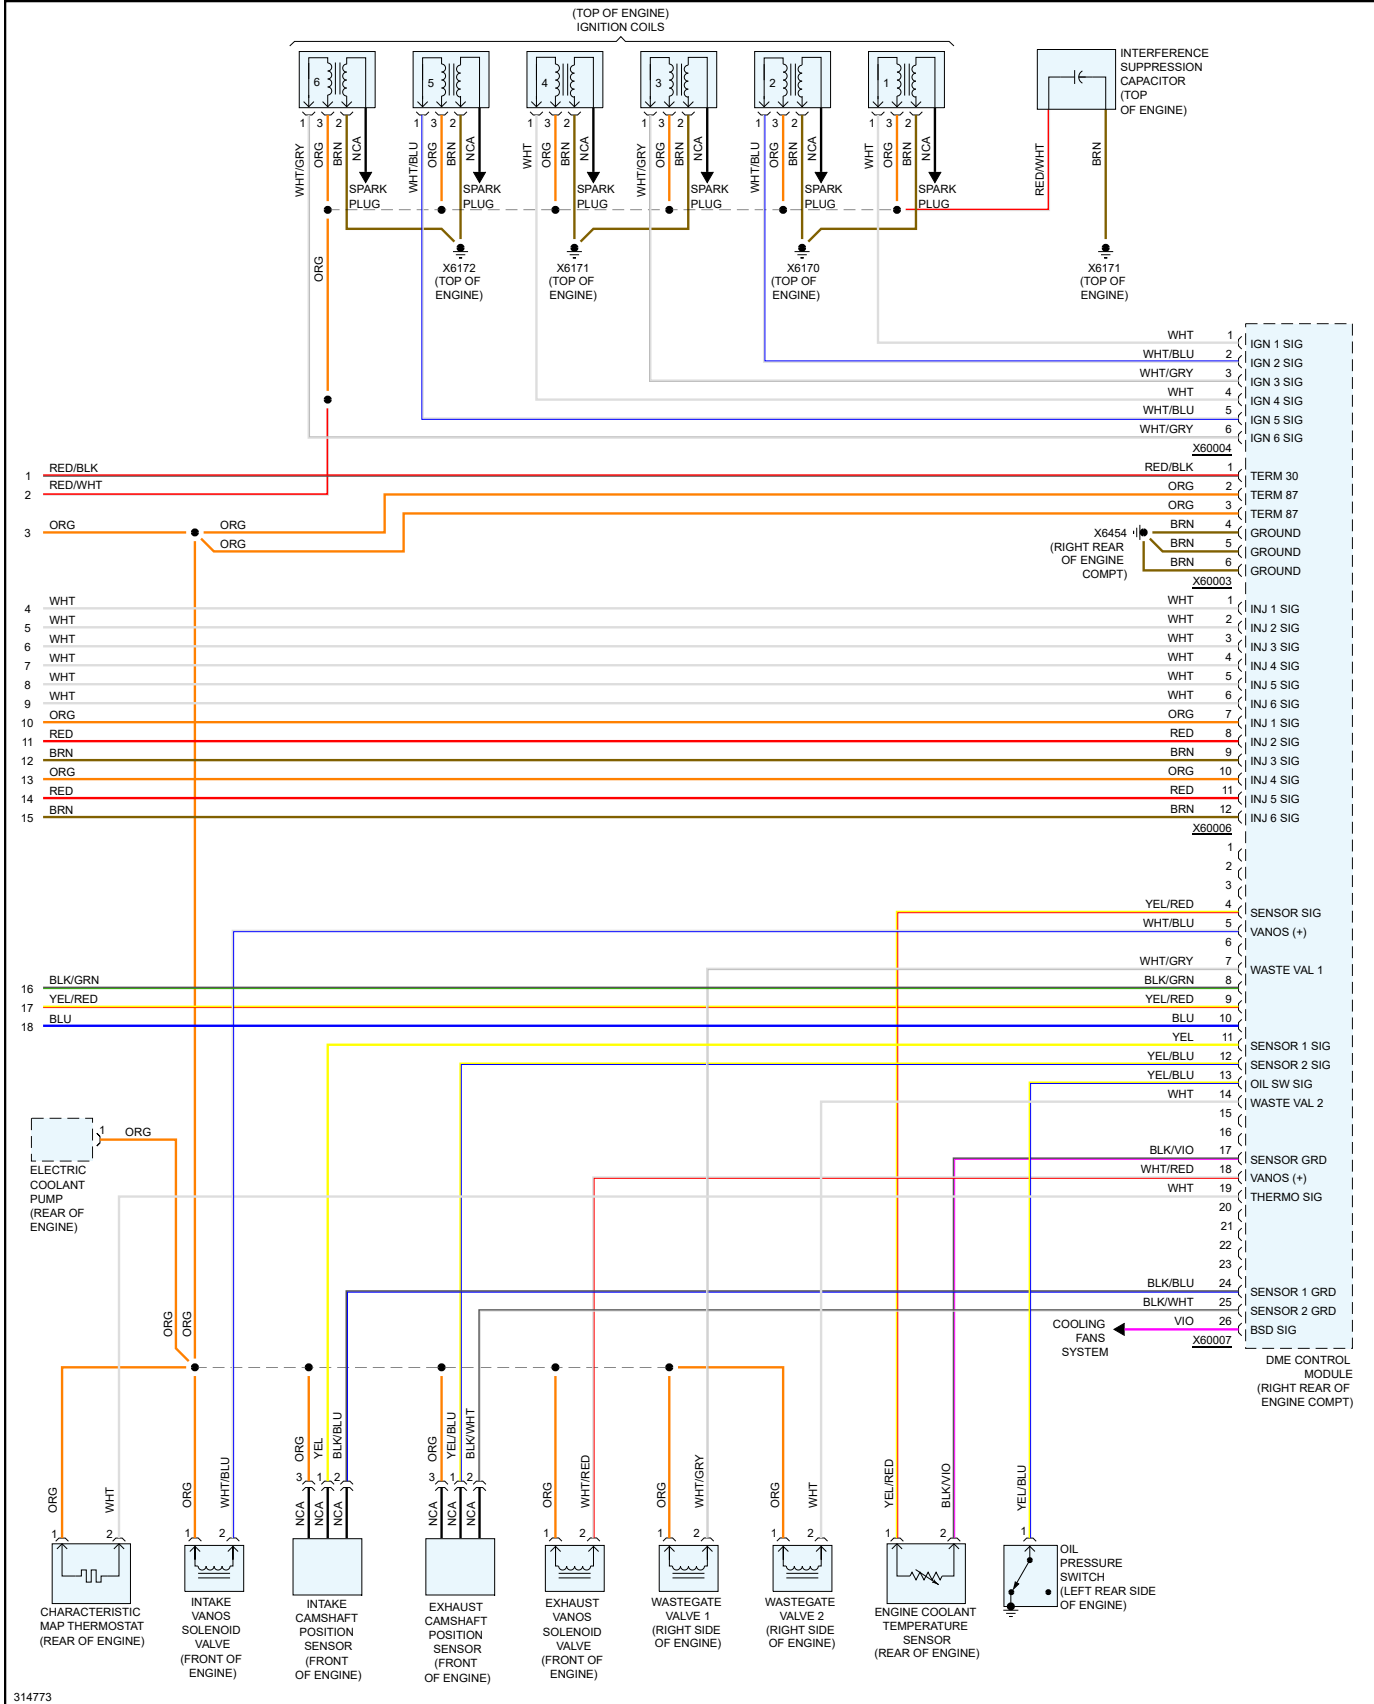 (TOP OF ENGINE)
IGNITION COILS
6
5
4
3
2
1
INTERFERENCE
SUPPRESSION
CAPACITOR
(TOP
OF ENGINE)
1 3 2
1 3 2
1 3 2
1 3 2
1 3 2
1 3 2
WHT/GRY ORG BRN NCA
WHT/BLU ORG BRN NCA
WHT ORG BRN NCA
WHT/GRY ORG BRN NCA
WHT/BLU ORG BRN NCA
WHT ORG BRN NCA
RED/WHT
BRN
SPARK
PLUG
SPARK
PLUG
SPARK
PLUG
SPARK
PLUG
SPARK
PLUG
SPARK
PLUG
ORG
X6172
(TOP OF
ENGINE)
X6171
(TOP OF
ENGINE)
X6170
(TOP OF
ENGINE)
X6171
(TOP OF
ENGINE)
WHT 1 IGN 1 SIG
WHT/BLU 2 IGN 2 SIG
WHT/GRY 3 IGN 3 SIG
WHT 4 IGN 4 SIG
WHT/BLU 5 IGN 5 SIG
WHT/GRY 6 IGN 6 SIG
X60004
1 RED/BLK RED/BLK 1 TERM 30
2 RED/WHT ORG 2 TERM 87
ORG 3 TERM 87
3 ORG ORG BRN 4 GROUND
ORG BRN 5 GROUND
BRN 6 GROUND
X6454
(RIGHT REAR
OF ENGINE
COMPT)
X60003
4 WHT WHT 1 INJ 1 SIG
5 WHT WHT 2 INJ 2 SIG
6 WHT WHT 3 INJ 3 SIG
7 WHT WHT 4 INJ 4 SIG
8 WHT WHT 5 INJ 5 SIG
9 WHT WHT 6 INJ 6 SIG
10 ORG ORG 7 INJ 1 SIG
11 RED RED 8 INJ 2 SIG
12 BRN BRN 9 INJ 3 SIG
13 ORG ORG 10 INJ 4 SIG
14 RED RED 11 INJ 5 SIG
15 BRN BRN 12 INJ 6 SIG
X60006
1
2
3
YEL/RED 4 SENSOR SIG
WHT/BLU 5 VANOS (+)
6
WHT/GRY 7 WASTE VAL 1
16 BLK/GRN BLK/GRN 8
17 YEL/RED YEL/RED 9
18 BLU BLU 10
YEL 11 SENSOR 1 SIG
YEL/BLU 12 SENSOR 2 SIG
YEL/BLU 13 OIL SW SIG
WHT 14 WASTE VAL 2
15
16
BLK/VIO 17 SENSOR GRD
WHT/RED 18 VANOS (+)
WHT 19 THERMO SIG
20
21
22
23
BLK/BLU 24 SENSOR 1 GRD
BLK/WHT 25 SENSOR 2 GRD
VIO 26 BSD SIG
X60007
COOLING
FANS
SYSTEM
DME CONTROL
MODULE
(RIGHT REAR OF
ENGINE COMPT)
1 ORG
ELECTRIC
COOLANT
PUMP
(REAR OF
ENGINE)
ORG ORG
ORG WHT
ORG WHT/BLU
ORG YEL BLK/BLU
3 1 2
NCA NCA NCA
ORG YEL/BLU BLK/WHT
3 1 2
NCA NCA NCA
ORG WHT/RED
ORG WHT/GRY
ORG WHT
YEL/RED BLK/VIO
YEL/BLU
1 2
1 2
1 2
1 2
1 2
1 2
1
CHARACTERISTIC
MAP THERMOSTAT
(REAR OF ENGINE)
INTAKE
VANOS
SOLENOID
VALVE
(FRONT OF
ENGINE)
INTAKE
CAMSHAFT
POSITION
SENSOR
(FRONT
OF ENGINE)
EXHAUST
CAMSHAFT
POSITION
SENSOR
(FRONT
OF ENGINE)
EXHAUST
VANOS
SOLENOID
VALVE
(FRONT OF
ENGINE)
WASTEGATE
VALVE 1
(RIGHT SIDE
OF ENGINE)
WASTEGATE
VALVE 2
(RIGHT SIDE
OF ENGINE)
ENGINE COOLANT
TEMPERATURE
SENSOR
(REAR OF ENGINE)
OIL
PRESSURE
SWITCH
(LEFT REAR SIDE
OF ENGINE)
314773